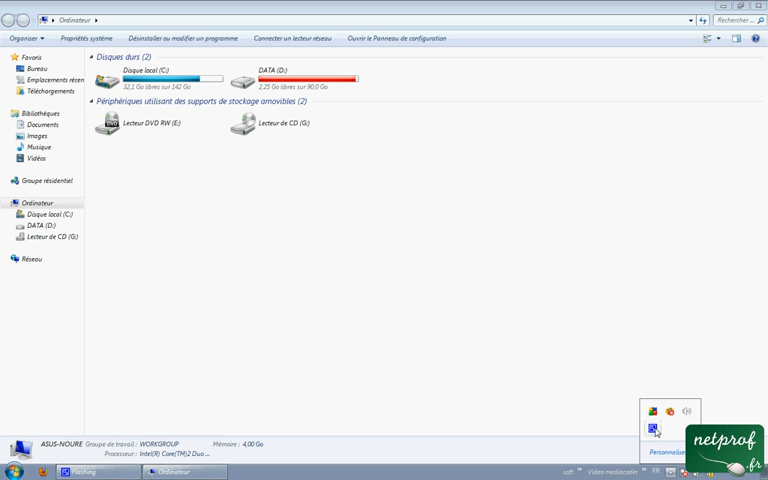 Ordinateur
Rechercher ...
Organiser
Propriétés système
Désinstaller ou modifier un programme
Connecter un lecteur réseau
Ouvrir le Panneau de configuration
Favoris
Bureau
Emplacements récen
Téléchargements
Bibliothèques
Documents
Images
Musique
Vidéos
Groupe résidentiel
Ordinateur
Disque local (C:)
DATA (D:)
Lecteur de CD (G:)
Réseau
Disques durs (2)
Disque local (C:)
32,1 Go libres sur 142 Go
DATA (D:)
2,25 Go libres sur 90,0 Go
Périphériques utilisant des supports de stockage amovibles (2)
DVD
Lecteur DVD RW (E:)
Lecteur de CD (G:)
Personnalise
ASUS-NOURE Groupe de travail : WORKGROUP Mémoire : 4,00 Go
Processeur : Intel(R) Core(TM)2 Duo ...
Flashing
Ordinateur
soft » Video mediacoder » FR
netprof
.fr